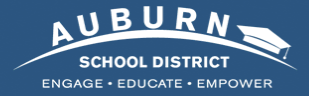 AUBURN
SCHOOL DISTRICT
ENGAGE • EDUCATE • EMPOWER